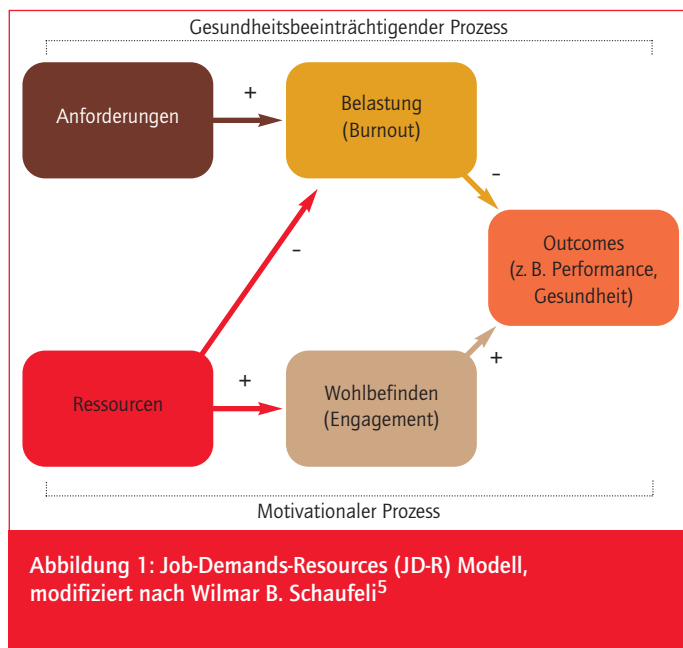 Gesundheitsbeeinträchtigender Prozess
Anforderungen
+
Belastung
(Burnout)
-
-
Outcomes
(z. B. Performance,
Gesundheit)
Ressourcen
+
Wohlbefinden
(Engagement)
+
Motivationaler Prozess
Abbildung 1: Job-Demands-Resources (JD-R) Modell,
modifiziert nach Wilmar B. Schaufeli⁵